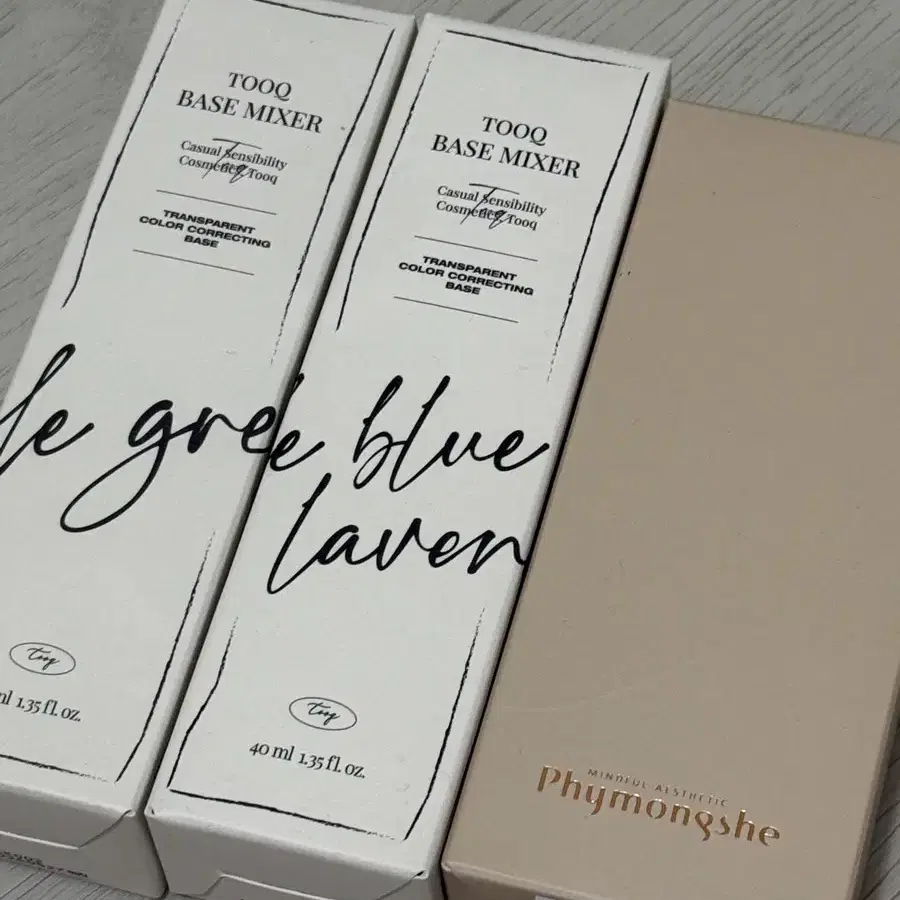 TOOQ
BASE MIXER
Casual Sensibility
Cosmetics Tooq
TRANSPARENT
COLOR CORRECTING
BASE
le gre
tooq
ml 1.35 fl. oz.
TOOQ
BASE MIXER
Casual Sensibility
Cosmetics Tooq
TRANSPARENT
COLOR CORRECTING
BASE
e blue
laven
tooq
40 ml 1.35 fl. oz.
MINDFUL AESTHETIC
Phymongshe